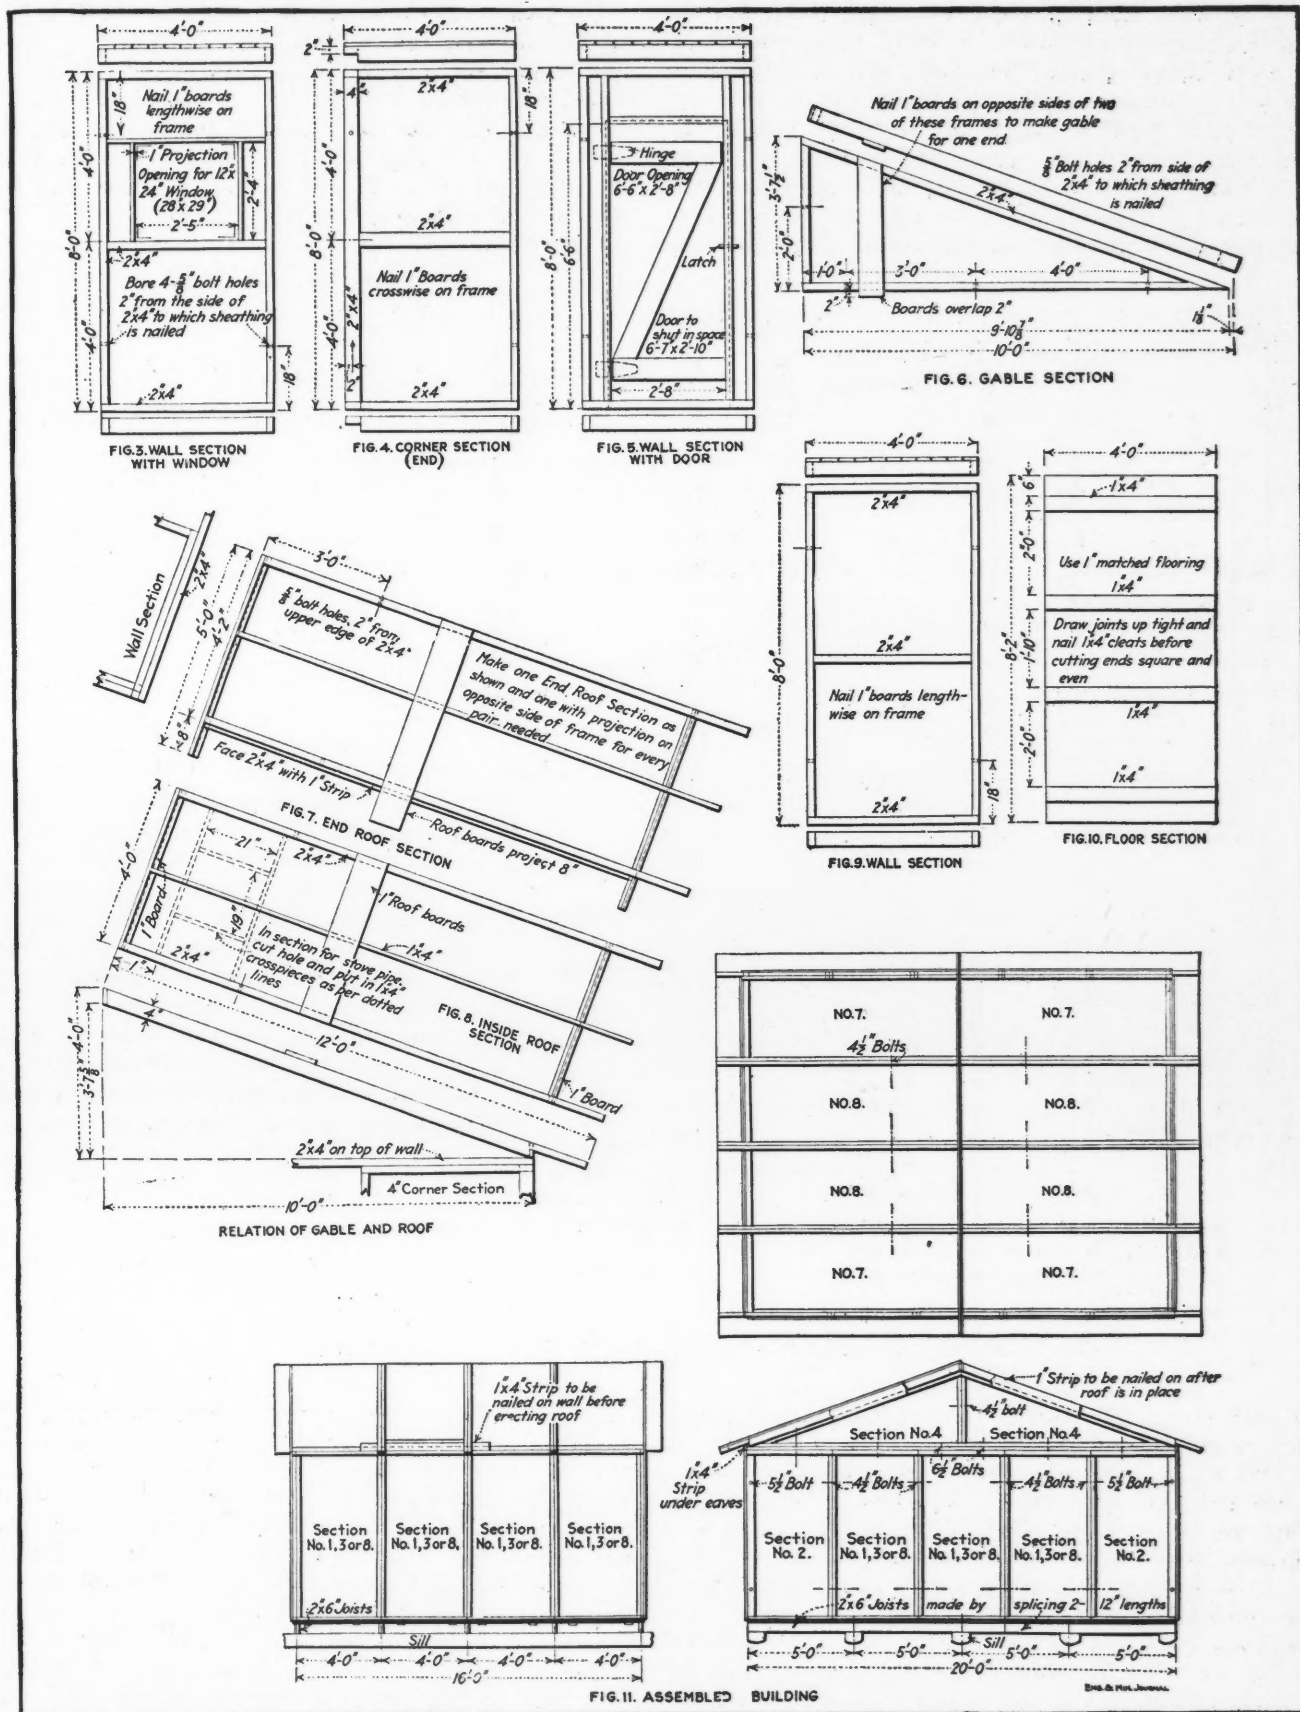 4'-0"
8'-0"
4'-0"
4'-0"
18"
Nail 1" boards
lengthwise on
frame
1" Projection
Opening for 12x
24" Window
(28"x 29")
2'-5"
2'-4"
2"x4"
Bore 4-5/8" bolt holes
2" from the side of
2"x4" to which sheathing
is nailed
18"
2"x4"
FIG.3. WALL SECTION
WITH WINDOW
4'-0"
2"
4"
2"x4"
18"
8'-0"
4'-0"
4'-0"
2"x4"
Nail 1" Boards
crosswise on frame
2"x4"
2"
2"x4"
FIG.4. CORNER SECTION
(END)
4'-0"
8'-0"
6'-6"
Hinge
Door Opening
6'-6"x 2'-8"
Latch
Door to
shut in space
6'-7"x 2'-10"
2'-8"
FIG.5. WALL SECTION
WITH DOOR
Nail 1" boards on opposite sides of two
of these frames to make gable
for one end
5/8" Bolt holes 2" from side of
2"x4" to which sheathing
is nailed
2"x4"
3'-7 1/2"
2'-0"
1'-0"
3'-0"
4'-0"
2"
Boards overlap 2"
1 1/8"
9'-10 7/8"
10'-0"
FIG. 6. GABLE SECTION
4'-0"
2"x4"
8'-0"
2"x4"
Nail 1" boards length-
wise on frame
18"
2"x4"
FIG.9. WALL SECTION
4'-0"
6"
1"x4"
2'-0"
Use 1" matched flooring
1"x4"
8'-2"
1'-10"
Draw joints up tight and
nail 1"x4" cleats before
cutting ends square and
even
1"x4"
2'-0"
1"x4"
FIG.10. FLOOR SECTION
Wall Section
2"x4"
5'-0"
4'-2"
8"
3'-0"
5/8" bolt holes, 2" from
upper edge of 2"x4"
Make one End Roof Section as
shown and one with projection on
opposite side of frame for every
pair needed
Face 2"x4" with 1" Strip
Roof boards project 8"
FIG.7. END ROOF SECTION
4'-0"
21"
2"x4"
1" Board
19"
1" Roof boards
1"x4"
2"x4"
In section for stove pipe,
cut hole and put in 1"x4"
crosspieces as per dotted
lines
1"
FIG. 8. INSIDE ROOF
SECTION
1" Board
4'-0"
3'-7 5/8"
4"
12'-0"
2"x4" on top of wall
4" Corner Section
10'-0"
RELATION OF GABLE AND ROOF
NO.7.
NO.7.
4 1/2" Bolts
NO.8.
NO.8.
NO.8.
NO.8.
NO.7.
NO.7.
1"x4" Strip to be
nailed on wall before
erecting roof
Section
No.1, 3 or 8.
Section
No.1, 3 or 8.
Section
No.1, 3 or 8.
Section
No.1, 3 or 8.
2"x6" Joists
Sill
4'-0"
4'-0"
4'-0"
4'-0"
16'-0"
1" Strip to be nailed on after
roof is in place
4 1/2" bolt
Section No.4
Section No.4
6 1/2" Bolts
1"x4"
Strip
under eaves
5 1/2" Bolt
4 1/2" Bolts
4 1/2" Bolts
5 1/2" Bolt
Section
No. 2.
Section
No.1, 3 or 8.
Section
No.1, 3 or 8.
Section
No.1, 3 or 8.
Section
No.2.
2"x6" Joists made by splicing 2- 12" lengths
Sill
5'-0"
5'-0"
5'-0"
5'-0"
20'-0"
ENG. & MIN. JOURNAL
FIG.11. ASSEMBLED BUILDING